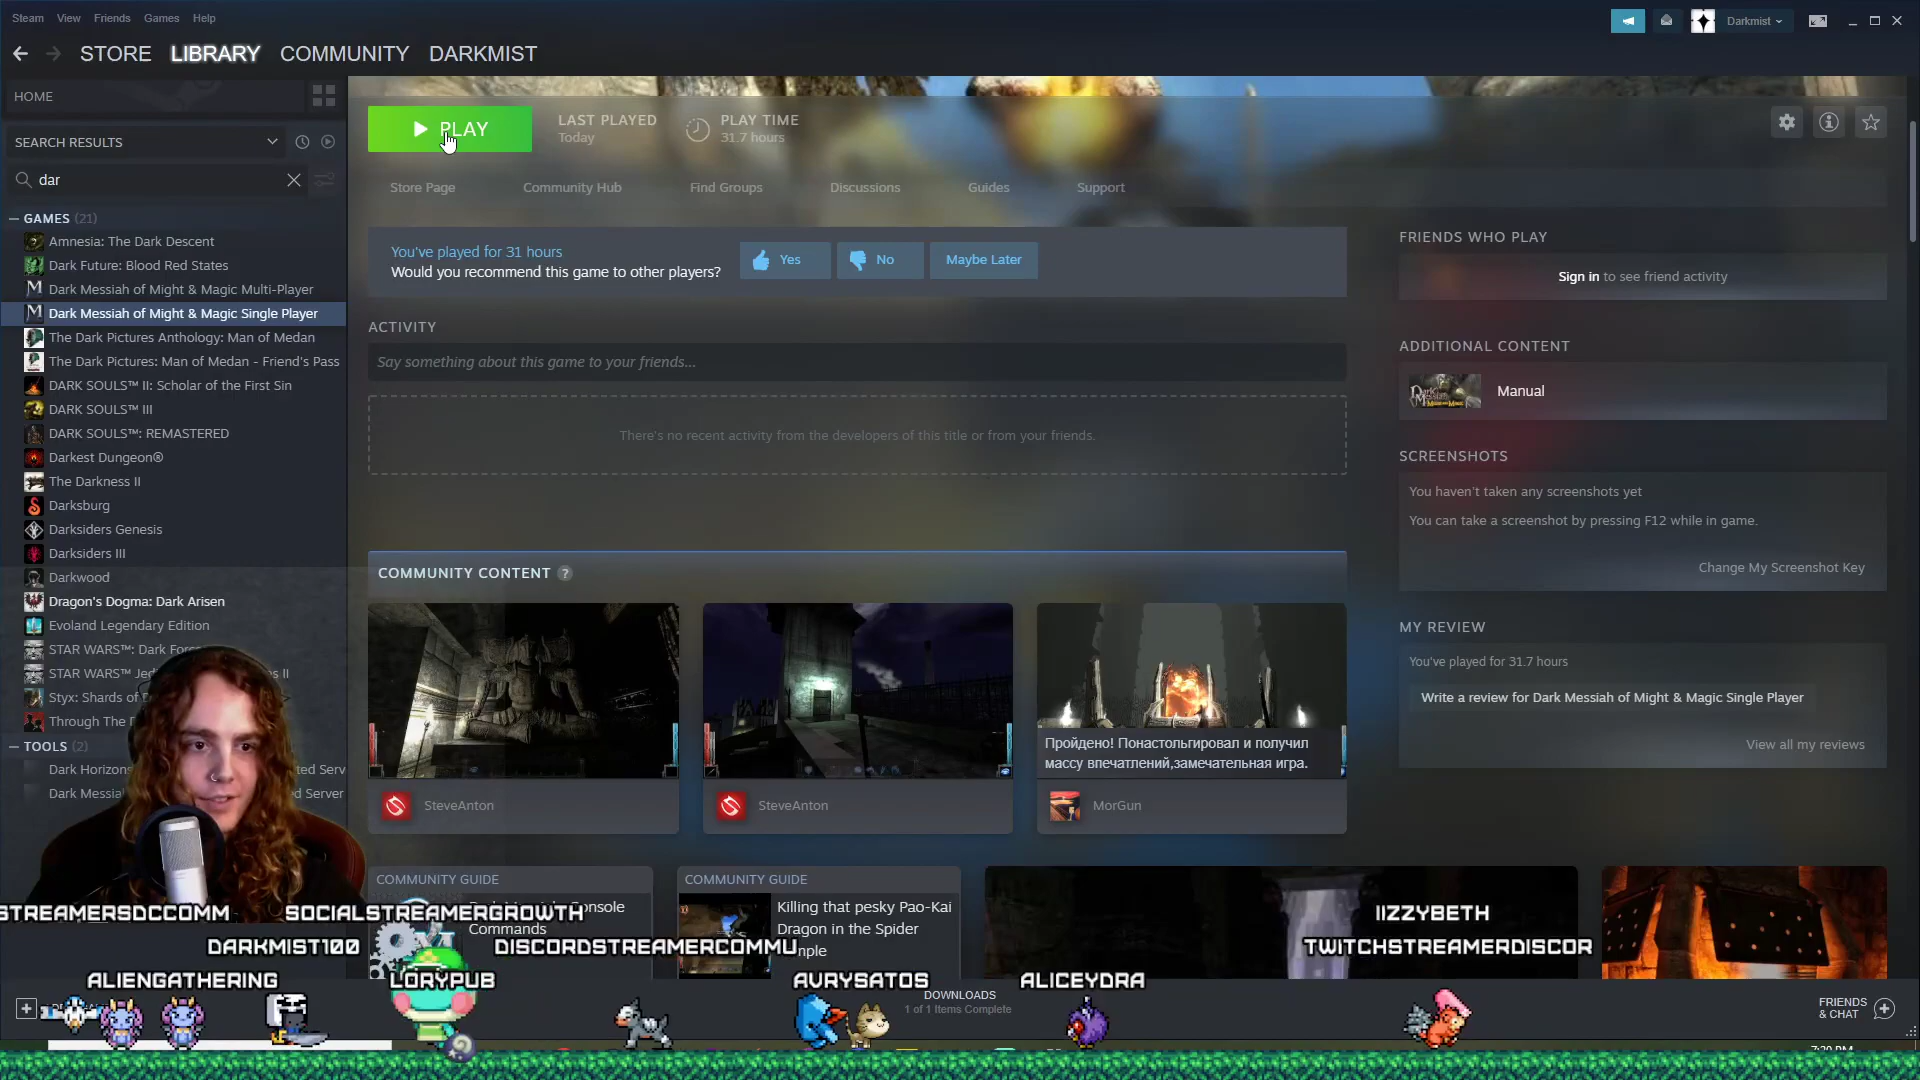 Steam View Friends Games Help
Darkmist
STORE LIBRARY COMMUNITY DARKMIST
HOME
SEARCH RESULTS
dar
GAMES (21)
Amnesia: The Dark Descent
Dark Future: Blood Red States
Dark Messiah of Might & Magic Multi-Player
Dark Messiah of Might & Magic Single Player
The Dark Pictures Anthology: Man of Medan
The Dark Pictures: Man of Medan - Friend's Pass
DARK SOULS™ II: Scholar of the First Sin
DARK SOULS™ III
DARK SOULS™: REMASTERED
Darkest Dungeon®
The Darkness II
Darksburg
Darksiders Genesis
Darksiders III
Darkwood
Dragon's Dogma: Dark Arisen
Evoland Legendary Edition
STAR WARS™: Dark
STAR WARS™ II
Styx: Shards of
Through The
TOOLS (2)
Dark Horizons Serv
Dark Server
PLAY
LAST PLAYED
Today
PLAY TIME
31.7 hours
Store Page Community Hub Find Groups Discussions Guides Support
You've played for 31 hours
Would you recommend this game to other players?
Yes No Maybe Later
ACTIVITY
Say something about this game to your friends...
There's no recent activity from the developers of this title or from your friends.
COMMUNITY CONTENT ?
Пройдено! Понастольгировал и получил
массу впечатлений,замечательная игра.
SteveAnton
SteveAnton
MorGun
COMMUNITY GUIDE
Commands
COMMUNITY GUIDE
Killing that pesky Pao-Kai
Dragon in the Spider
FRIENDS WHO PLAY
Sign in to see friend activity
ADDITIONAL CONTENT
Manual
SCREENSHOTS
You haven't taken any screenshots yet
You can take a screenshot by pressing F12 while in game.
Change My Screenshot Key
MY REVIEW
You've played for 31.7 hours
Write a review for Dark Messiah of Might & Magic Single Player
View all my reviews
STREAMERSDCCOMM
SOCIALSTREAMERGROWTH
IIZZYBETH
DARKMIST100
DISCORDSTREAMERCOMMU
TWITCHSTREAMERDISCOR
ALIENGATHERING
LORYPUB
AVRYSATOS
ALICEYDRA
DOWNLOADS
1 of 1 Items Complete
FRIENDS
& CHAT